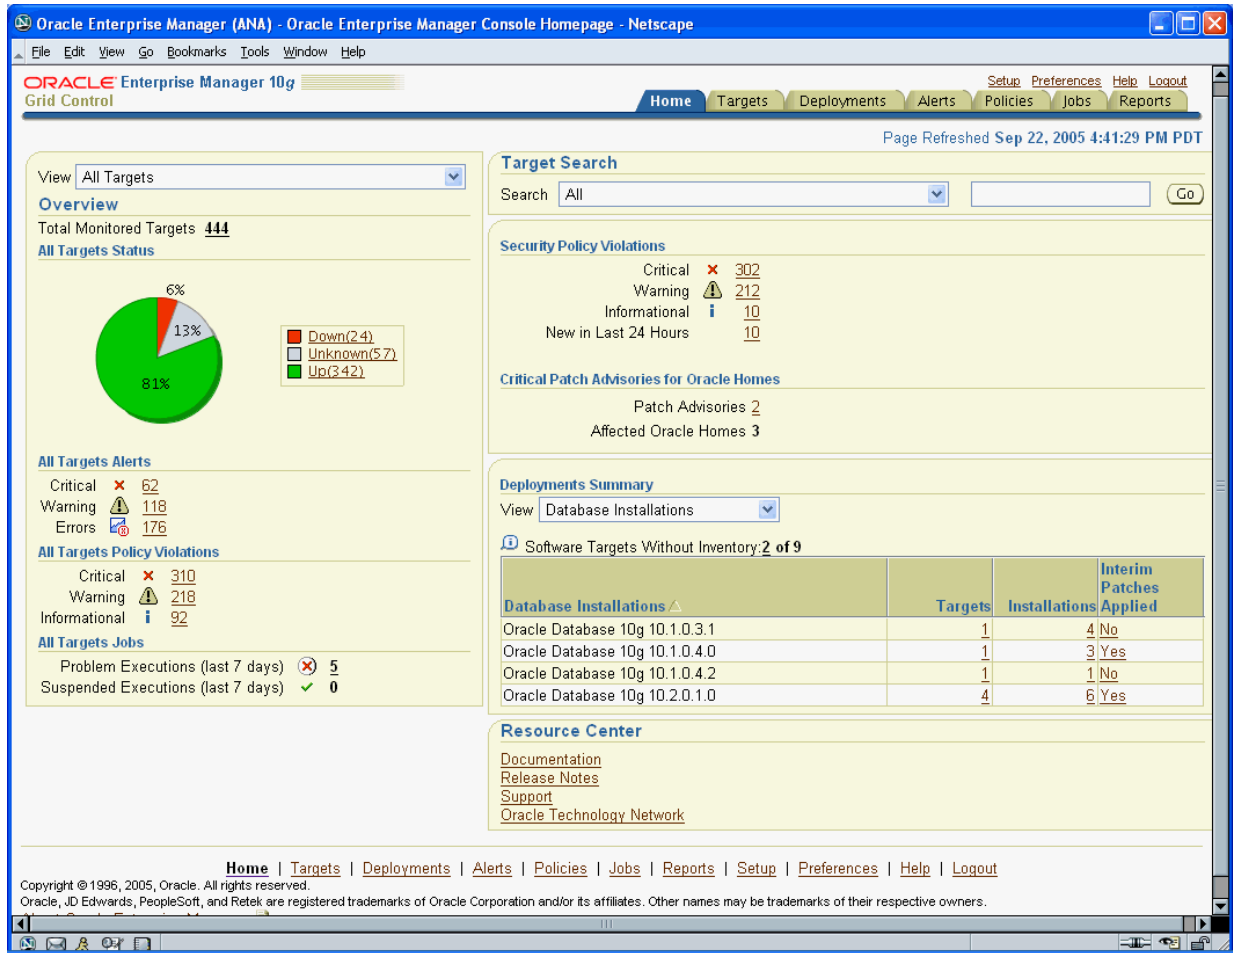 Oracle Enterprise Manager (ANA) - Oracle Enterprise Manager Console Homepage - Netscape
File Edit View Go Bookmarks Tools Window Help
ORACLE Enterprise Manager 10g
Grid Control
Setup Preferences Help Logout
Home Targets Deployments Alerts Policies Jobs Reports
Page Refreshed Sep 22, 2005 4:41:29 PM PDT
View All Targets
Overview
Total Monitored Targets 444
All Targets Status
6%
13%
81%
Down(24)
Unknown(57)
Up(342)
All Targets Alerts
Critical 62
Warning 118
Errors 176
All Targets Policy Violations
Critical 310
Warning 218
Informational 92
All Targets Jobs
Problem Executions (last 7 days) 5
Suspended Executions (last 7 days) 0
Target Search
Search All Go
Security Policy Violations
Critical 302
Warning 212
Informational 10
New in Last 24 Hours 10
Critical Patch Advisories for Oracle Homes
Patch Advisories 2
Affected Oracle Homes 3
Deployments Summary
View Database Installations
Software Targets Without Inventory:2 of 9
Database Installations Targets Installations Interim Patches Applied
Oracle Database 10g 10.1.0.3.1 1 4 No
Oracle Database 10g 10.1.0.4.0 1 3 Yes
Oracle Database 10g 10.1.0.4.2 1 1 No
Oracle Database 10g 10.2.0.1.0 4 6 Yes
Resource Center
Documentation
Release Notes
Support
Oracle Technology Network
Home | Targets | Deployments | Alerts | Policies | Jobs | Reports | Setup | Preferences | Help | Logout
Copyright © 1996, 2005, Oracle. All rights reserved.
Oracle, JD Edwards, PeopleSoft, and Retek are registered trademarks of Oracle Corporation and/or its affiliates. Other names may be trademarks of their respective owners.